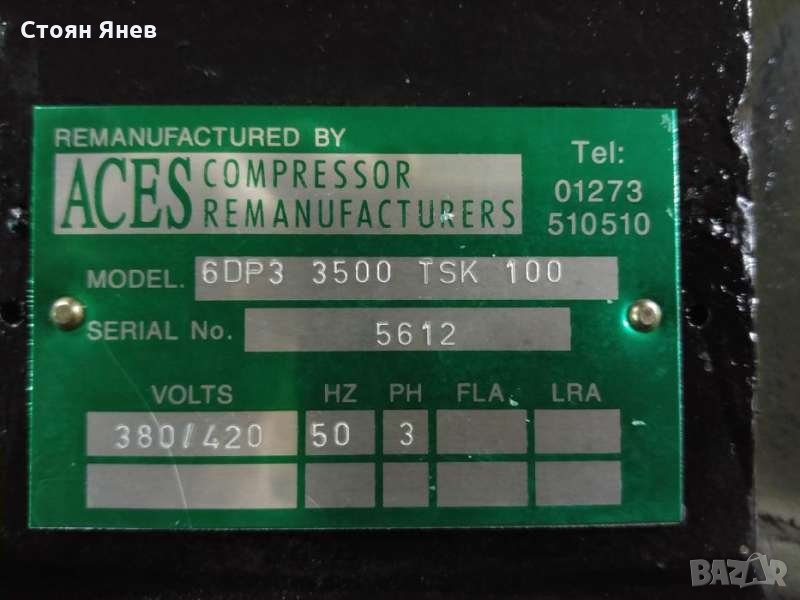 Стоян Янев
REMANUFACTURED BY
ACES COMPRESSOR REMANUFACTURERS
Tel:
01273
510510
MODEL. 6DP3 3500 TSK 100
SERIAL No. 5612
VOLTS HZ PH FLA LRA
380/420 50 3
BAZAR